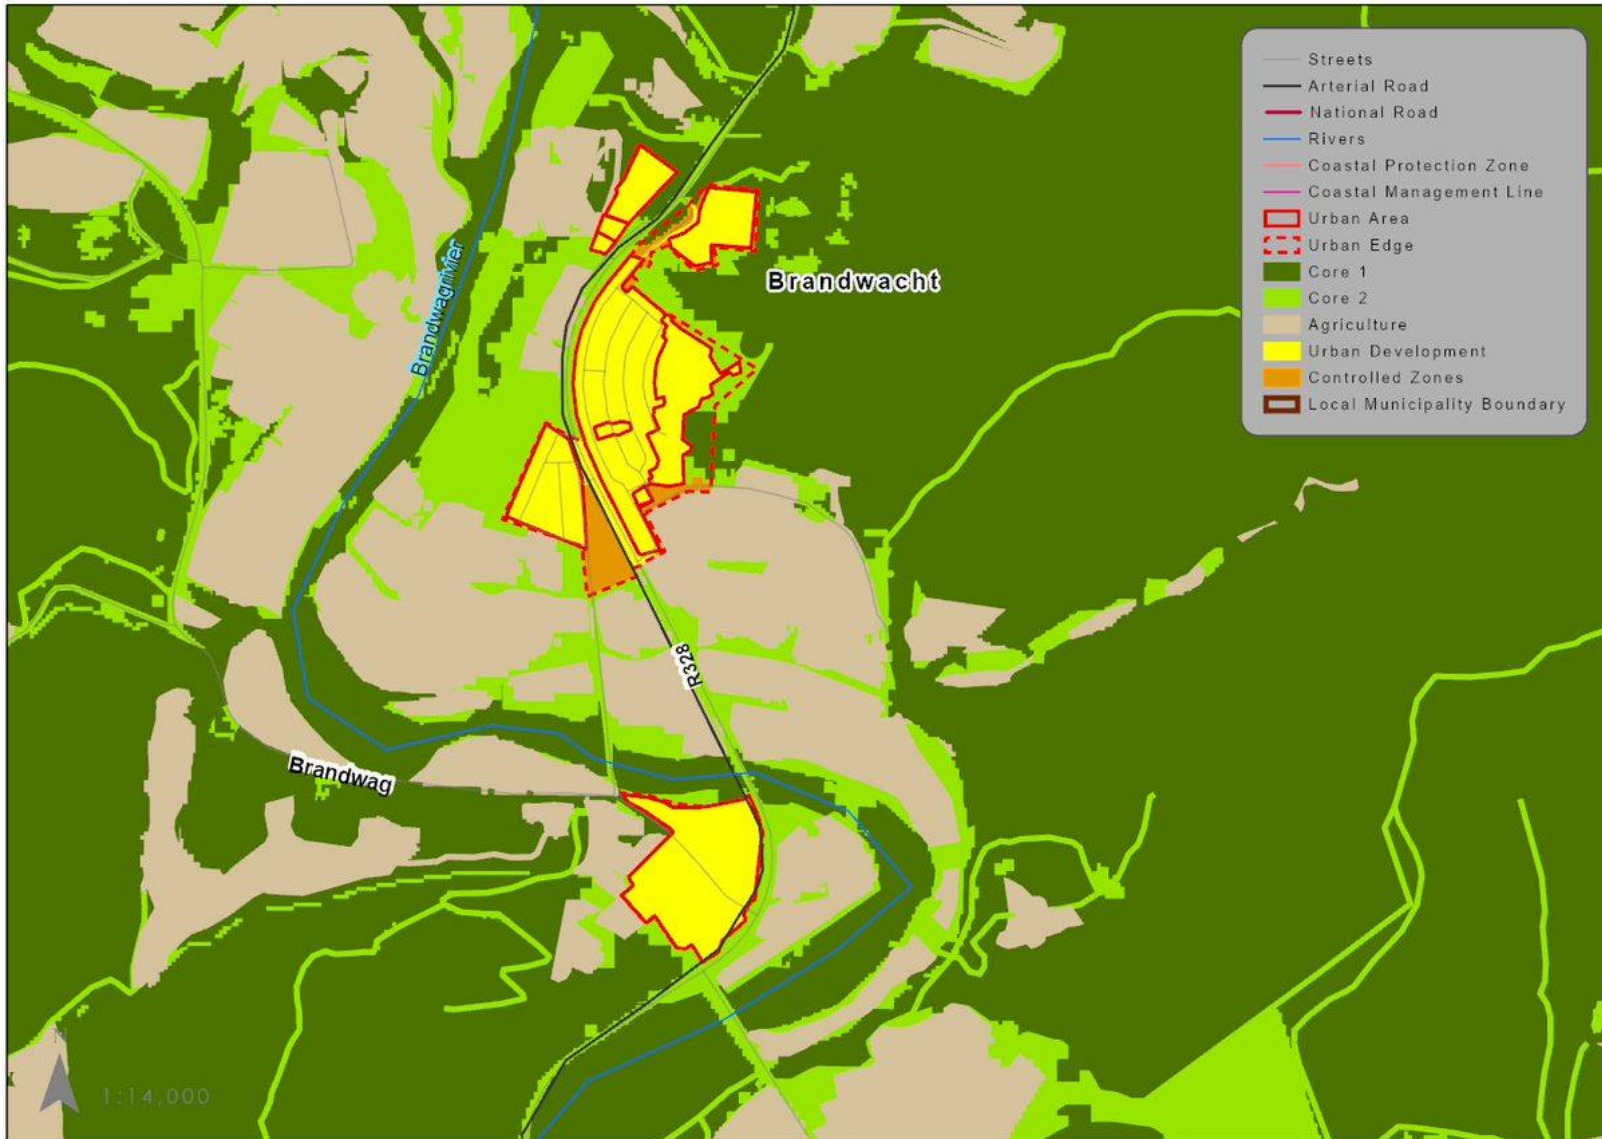 Streets
Arterial Road
National Road
Rivers
Coastal Protection Zone
Coastal Management Line
Urban Area
Urban Edge
Core 1
Core 2
Agriculture
Urban Development
Controlled Zones
Local Municipality Boundary
Brandwacht
Brandwagrivier
R328
Brandwag
N
1:14,000